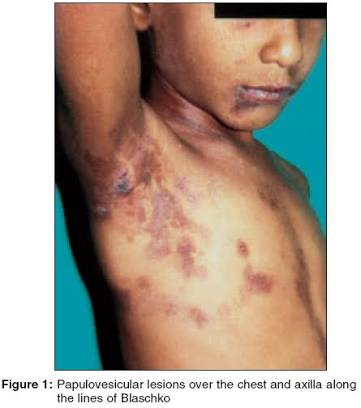 Figure 1: Papulovesicular lesions over the chest and axilla along
the lines of Blaschko